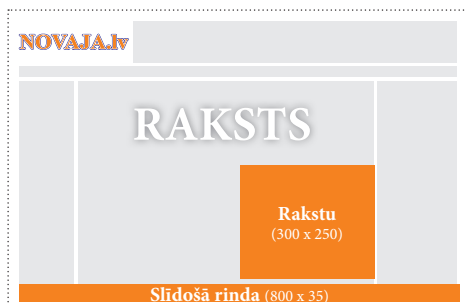 NOVAJA.lv
RAKSTS
Rakstu
(300 x 250)
Slīdošā rinda (800 x 35)